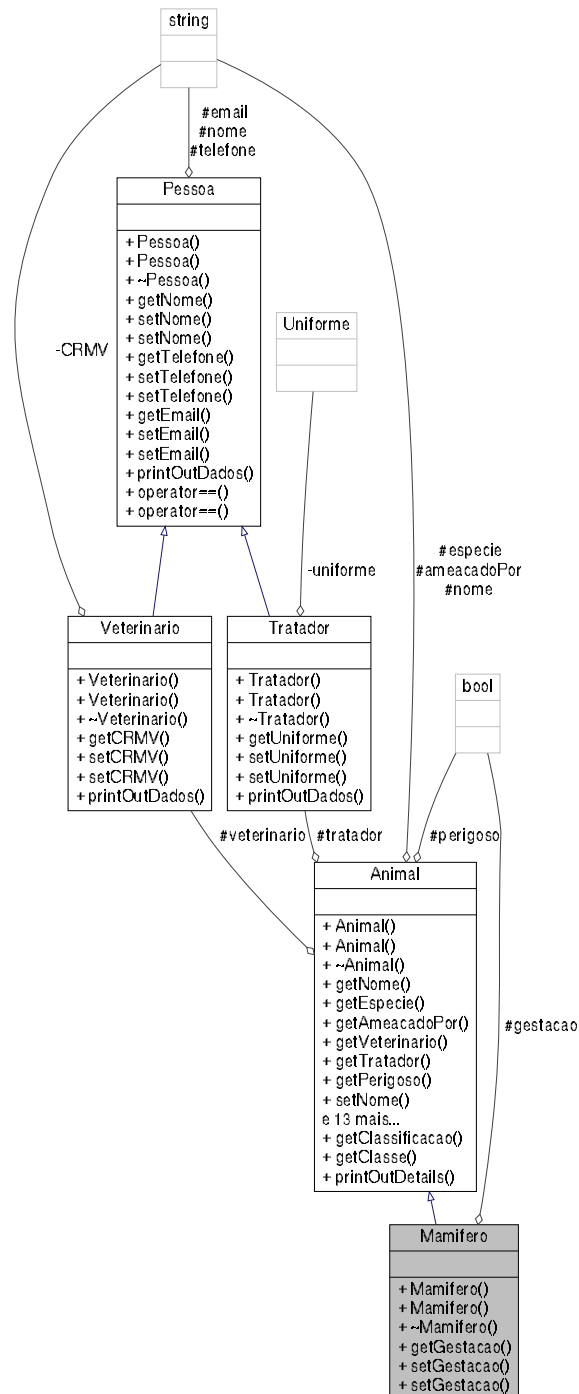 string
#email
#nome
#telefone
Pessoa
+ Pessoa()
+ Pessoa()
+ ~Pessoa()
+ getNome()
+ setNome()
+ setNome()
+ getTelefone()
+ setTelefone()
+ setTelefone()
+ getEmail()
+ setEmail()
+ setEmail()
+ printOutDados()
+ operator==()
+ operator==()
Uniforme
-CRMV
-uniforme
#especie
#ameacadoPor
#nome
Veterinario
+ Veterinario()
+ Veterinario()
+ ~Veterinario()
+ getCRMV()
+ setCRMV()
+ setCRMV()
+ printOutDados()
Tratador
+ Tratador()
+ Tratador()
+ ~Tratador()
+ getUniforme()
+ setUniforme()
+ setUniforme()
+ printOutDados()
bool
#veterinario
#tratador
#perigoso
Animal
+ Animal()
+ Animal()
+ ~Animal()
+ getNome()
+ getEspecie()
+ getAmeacadoPor()
+ getVeterinario()
+ getTratador()
+ getPerigoso()
+ setNome()
e 13 mais...
+ getClassificacao()
+ getClasse()
+ printOutDetails()
#gestacao
Mamifero
+ Mamifero()
+ Mamifero()
+ ~Mamifero()
+ getGestacao()
+ setGestacao()
+ setGestacao()